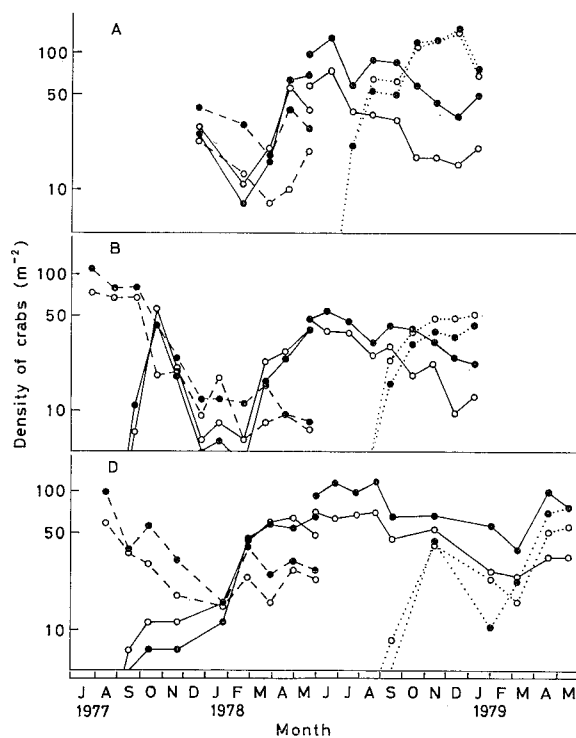 A
100
50
10
B
100
50
10
D
100
50
10
Density of crabs (m⁻²)
J A S O N D J F M A M J J A S O N D J F M A M
1977 1978 1979
Month